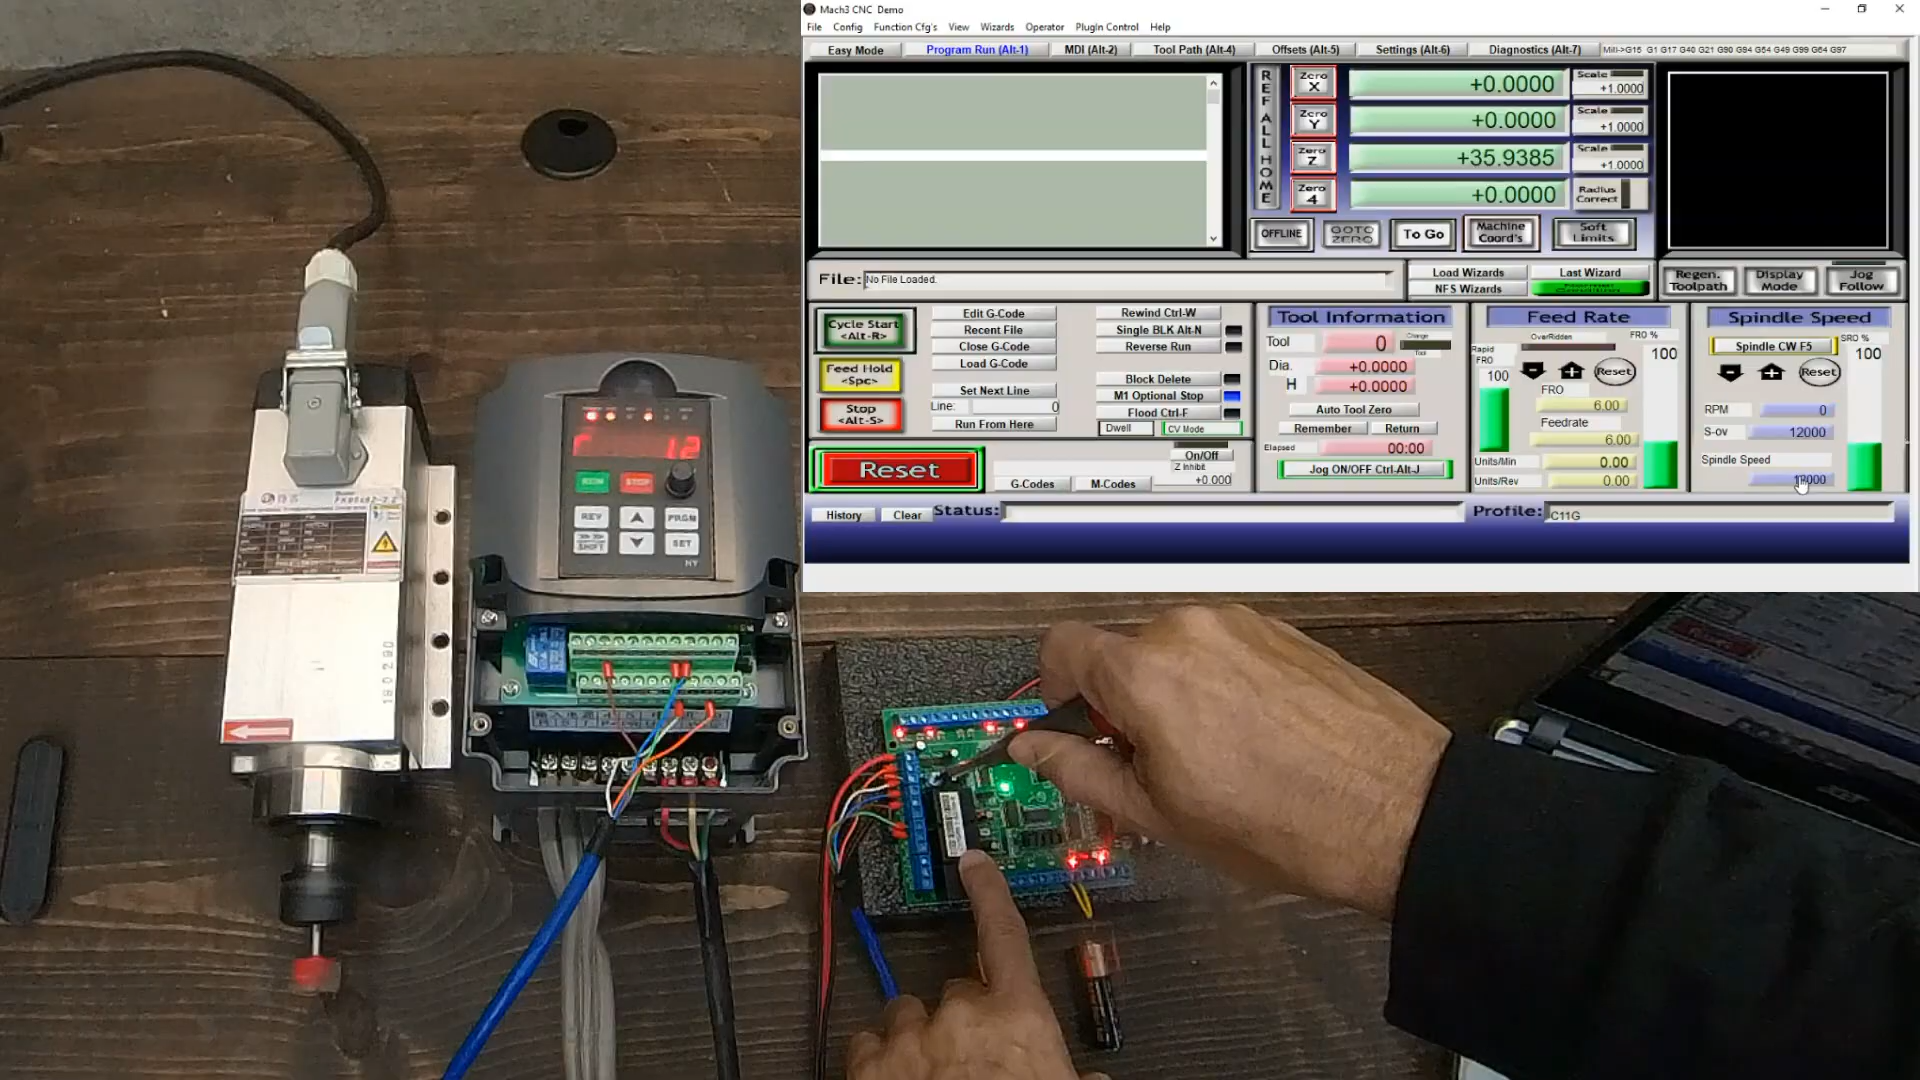 Mach3 CNC Demo
File Config Function Cfg's View Wizards Operator PlugIn Control Help
Easy Mode Program Run (Alt-1) MDI (Alt-2) Tool Path (Alt-4) Offsets (Alt-5) Settings (Alt-6) Diagnostics (Alt-7) Mill->G15 G1 G17 G40 G21 G90 G94 G54 G49 G99 G64 G97
REF ALL HOME
Zero X +0.0000 Scale +1.0000
Zero Y +0.0000 Scale +1.0000
Zero Z +35.9385 Scale +1.0000
Zero 4 +0.0000 Radius Correct
OFFLINE GOTO ZERO To Go Machine Coord's Soft Limits
File: No File Loaded.
Load Wizards Last Wizard
NFS Wizards
Regen. Toolpath Display Mode Jog Follow
Cycle Start <Alt-R>
Feed Hold <Spc>
Stop <Alt-S>
Reset
Edit G-Code
Recent File
Close G-Code
Load G-Code
Set Next Line
Line: 0
Run From Here
Rewind Ctrl-W
Single BLK Alt-N
Reverse Run
Block Delete
M1 Optional Stop
Flood Ctrl-F
Dwell CV Mode
On/Off
Z Inhibit
+0.000
G-Codes M-Codes
Tool Information
Tool 0 Change Tool
Dia. +0.0000
H +0.0000
Auto Tool Zero
Remember Return
Elapsed 00:00
Jog ON/OFF Ctrl-Alt-J
Feed Rate
OverRidden FRO %
Rapid FRO 100
100
Reset
FRO
6.00
Feedrate
6.00
Units/Min 0.00
Units/Rev 0.00
Spindle Speed
Spindle CW F5 SRO %
100
Reset
RPM 0
S-ov 12000
Spindle Speed
History Clear Status: Profile: C11G
RUN STOP
REV PRGM
SHIFT SET
HY